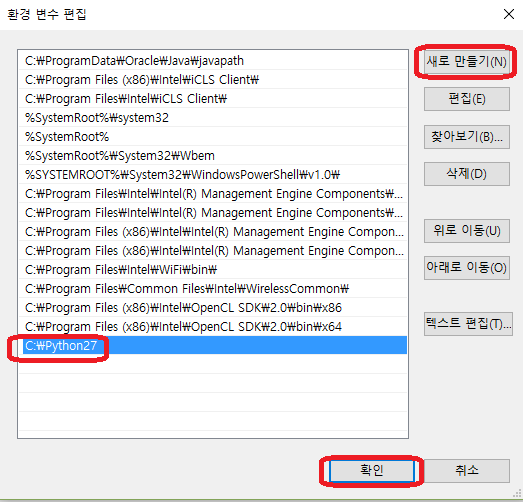 환경 변수 편집
C:₩ProgramData₩Oracle₩Java₩javapath
C:₩Program Files (x86)₩Intel₩iCLS Client₩
C:₩Program Files₩Intel₩iCLS Client₩
%SystemRoot%₩system32
%SystemRoot%
%SystemRoot%₩System32₩Wbem
%SYSTEMROOT%₩System32₩WindowsPowerShell₩v1.0₩
C:₩Program Files₩Intel₩Intel(R) Management Engine Components₩...
C:₩Program Files₩Intel₩Intel(R) Management Engine Components₩...
C:₩Program Files (x86)₩Intel₩Intel(R) Management Engine Compon...
C:₩Program Files (x86)₩Intel₩Intel(R) Management Engine Compon...
C:₩Program Files₩Intel₩WiFi₩bin₩
C:₩Program Files₩Common Files₩Intel₩WirelessCommon₩
C:₩Program Files (x86)₩Intel₩OpenCL SDK₩2.0₩bin₩x86
C:₩Program Files (x86)₩Intel₩OpenCL SDK₩2.0₩bin₩x64
C:₩Python27
새로 만들기(N)
편집(E)
찾아보기(B)...
삭제(D)
위로 이동(U)
아래로 이동(O)
텍스트 편집(T)...
확인
취소